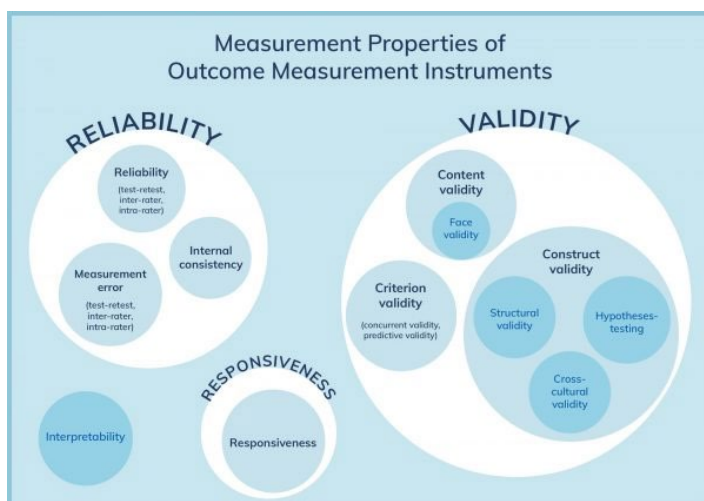 Measurement Properties of
Outcome Measurement Instruments
RELIABILITY
Reliability
(test-retest,
inter-rater,
intra-rater)
Internal
consistency
Measurement
error
(test-retest,
inter-rater,
intra-rater)
VALIDITY
Content
validity
Face
validity
Criterion
validity
(concurrent validity,
predictive validity)
Construct
validity
Structural
validity
Hypotheses-
testing
Cross-
cultural
validity
RESPONSIVENESS
Responsiveness
Interpretability